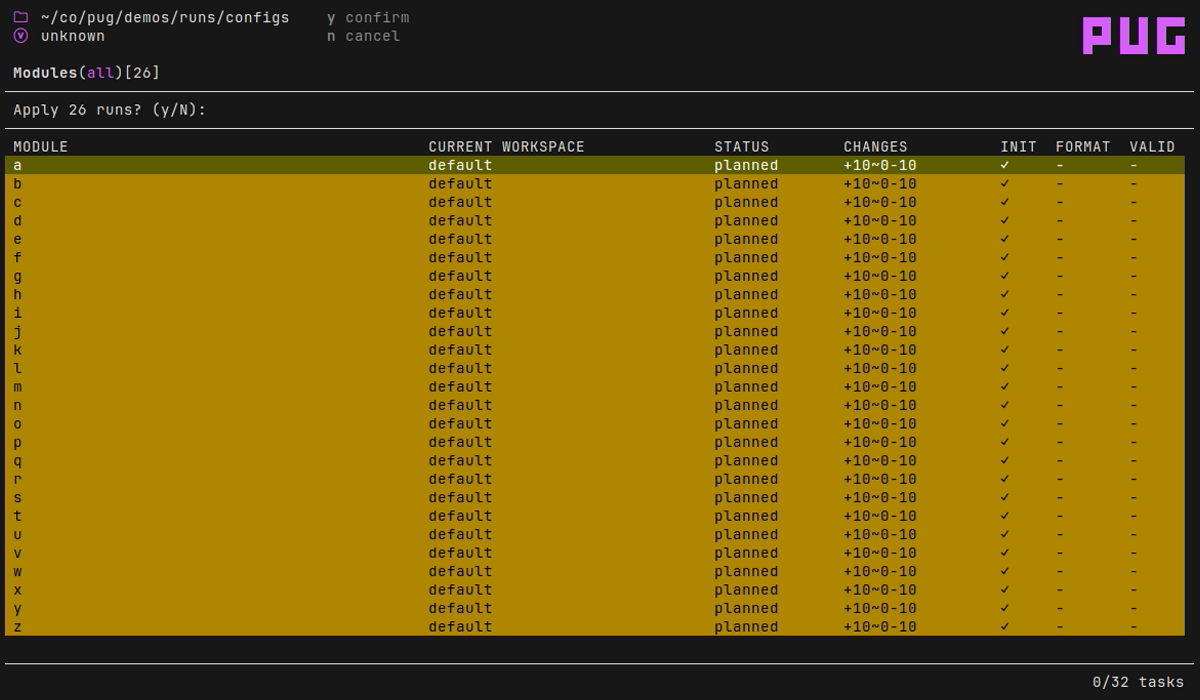 ~/co/pug/demos/runs/configs y confirm
v unknown n cancel
PUG
Modules(all)[26]
Apply 26 runs? (y/N):
MODULE CURRENT WORKSPACE STATUS CHANGES INIT FORMAT VALID
a default planned +10~0-10 ✓ - -
b default planned +10~0-10 ✓ - -
c default planned +10~0-10 ✓ - -
d default planned +10~0-10 ✓ - -
e default planned +10~0-10 ✓ - -
f default planned +10~0-10 ✓ - -
g default planned +10~0-10 ✓ - -
h default planned +10~0-10 ✓ - -
i default planned +10~0-10 ✓ - -
j default planned +10~0-10 ✓ - -
k default planned +10~0-10 ✓ - -
l default planned +10~0-10 ✓ - -
m default planned +10~0-10 ✓ - -
n default planned +10~0-10 ✓ - -
o default planned +10~0-10 ✓ - -
p default planned +10~0-10 ✓ - -
q default planned +10~0-10 ✓ - -
r default planned +10~0-10 ✓ - -
s default planned +10~0-10 ✓ - -
t default planned +10~0-10 ✓ - -
u default planned +10~0-10 ✓ - -
v default planned +10~0-10 ✓ - -
w default planned +10~0-10 ✓ - -
x default planned +10~0-10 ✓ - -
y default planned +10~0-10 ✓ - -
z default planned +10~0-10 ✓ - -
0/32 tasks